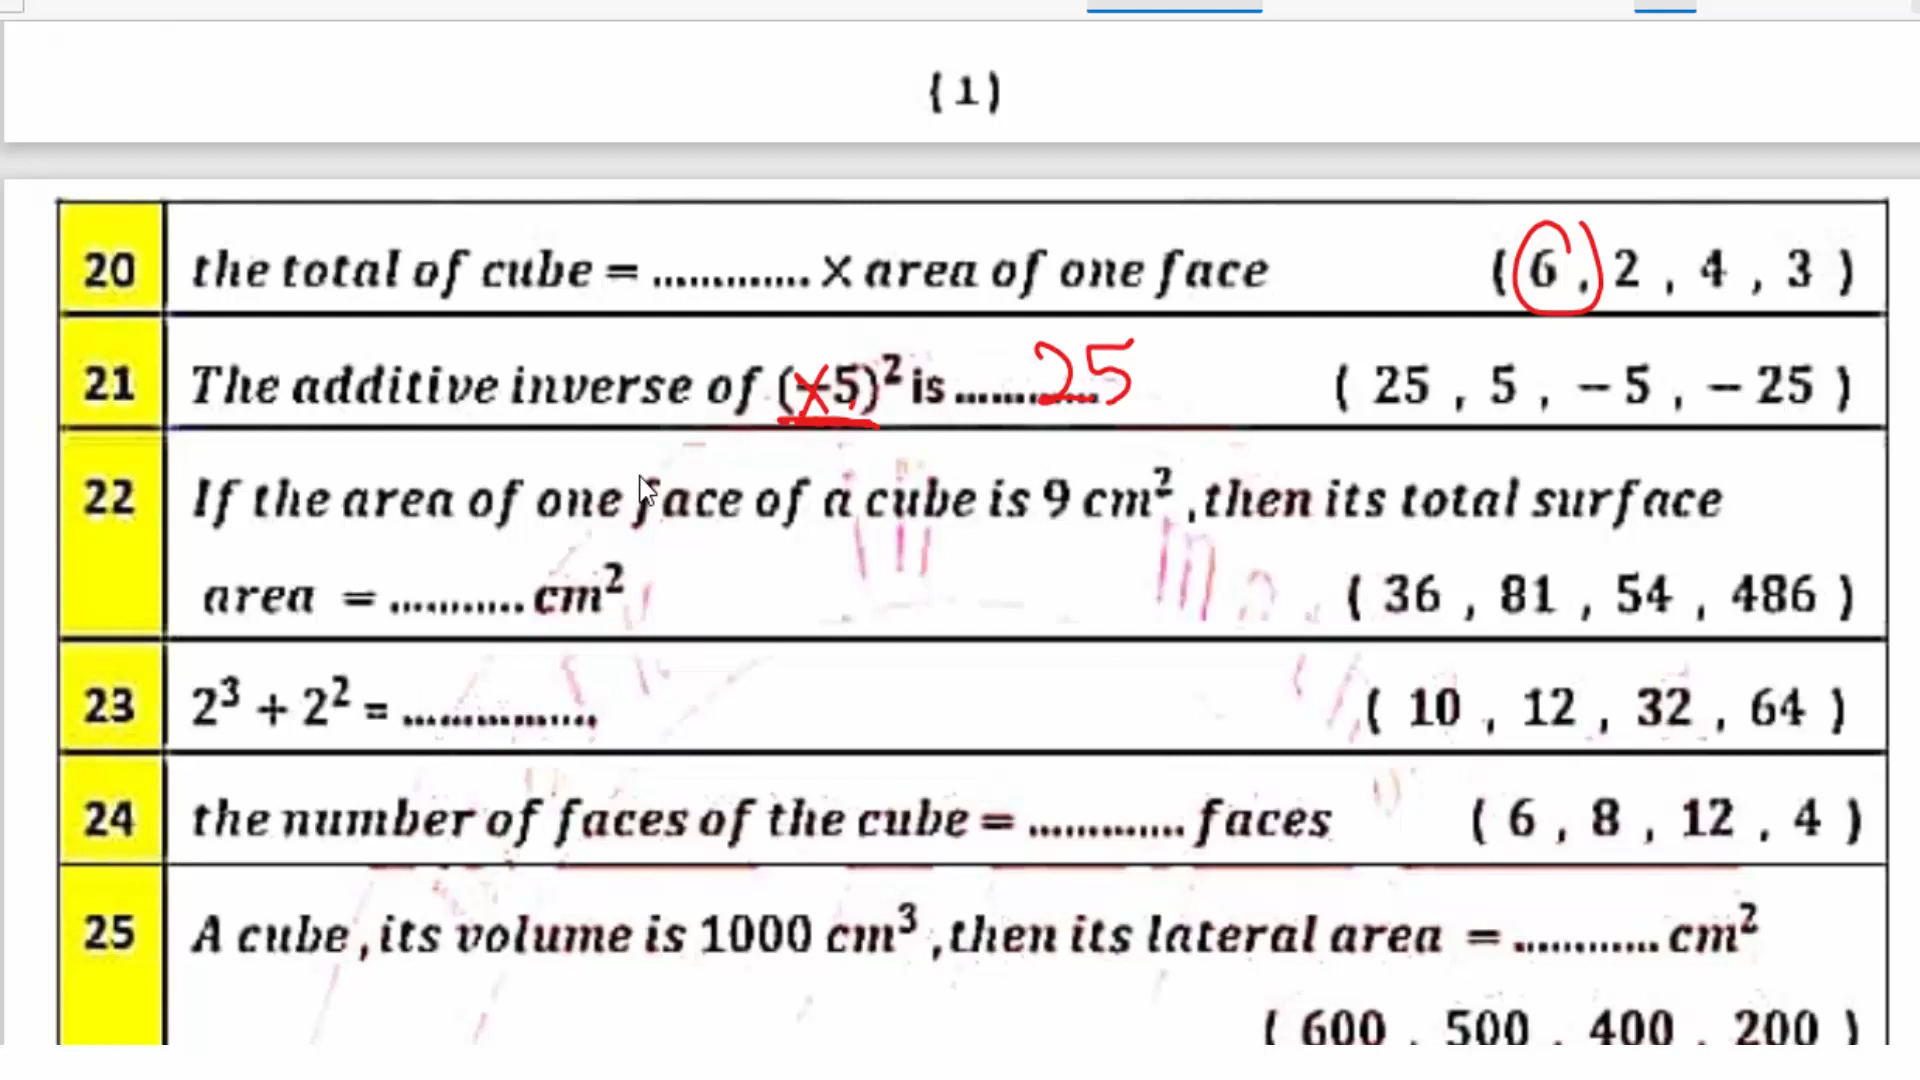 (1)
20 the total of cube = ............. × area of one face ( 6 , 2 , 4 , 3 )
21 The additive inverse of (−5)² is ............ 25 ( 25 , 5 , − 5 , − 25 )
22 If the area of one face of a cube is 9 cm² ,then its total surface
area = ........... cm² ( 36 , 81 , 54 , 486 )
23 2³ + 2² = ................ ( 10 , 12 , 32 , 64 )
24 the number of faces of the cube = ............. faces ( 6 , 8 , 12 , 4 )
25 A cube ,its volume is 1000 cm³ ,then its lateral area = ............ cm²
( 600 , 500 , 400 , 200 )